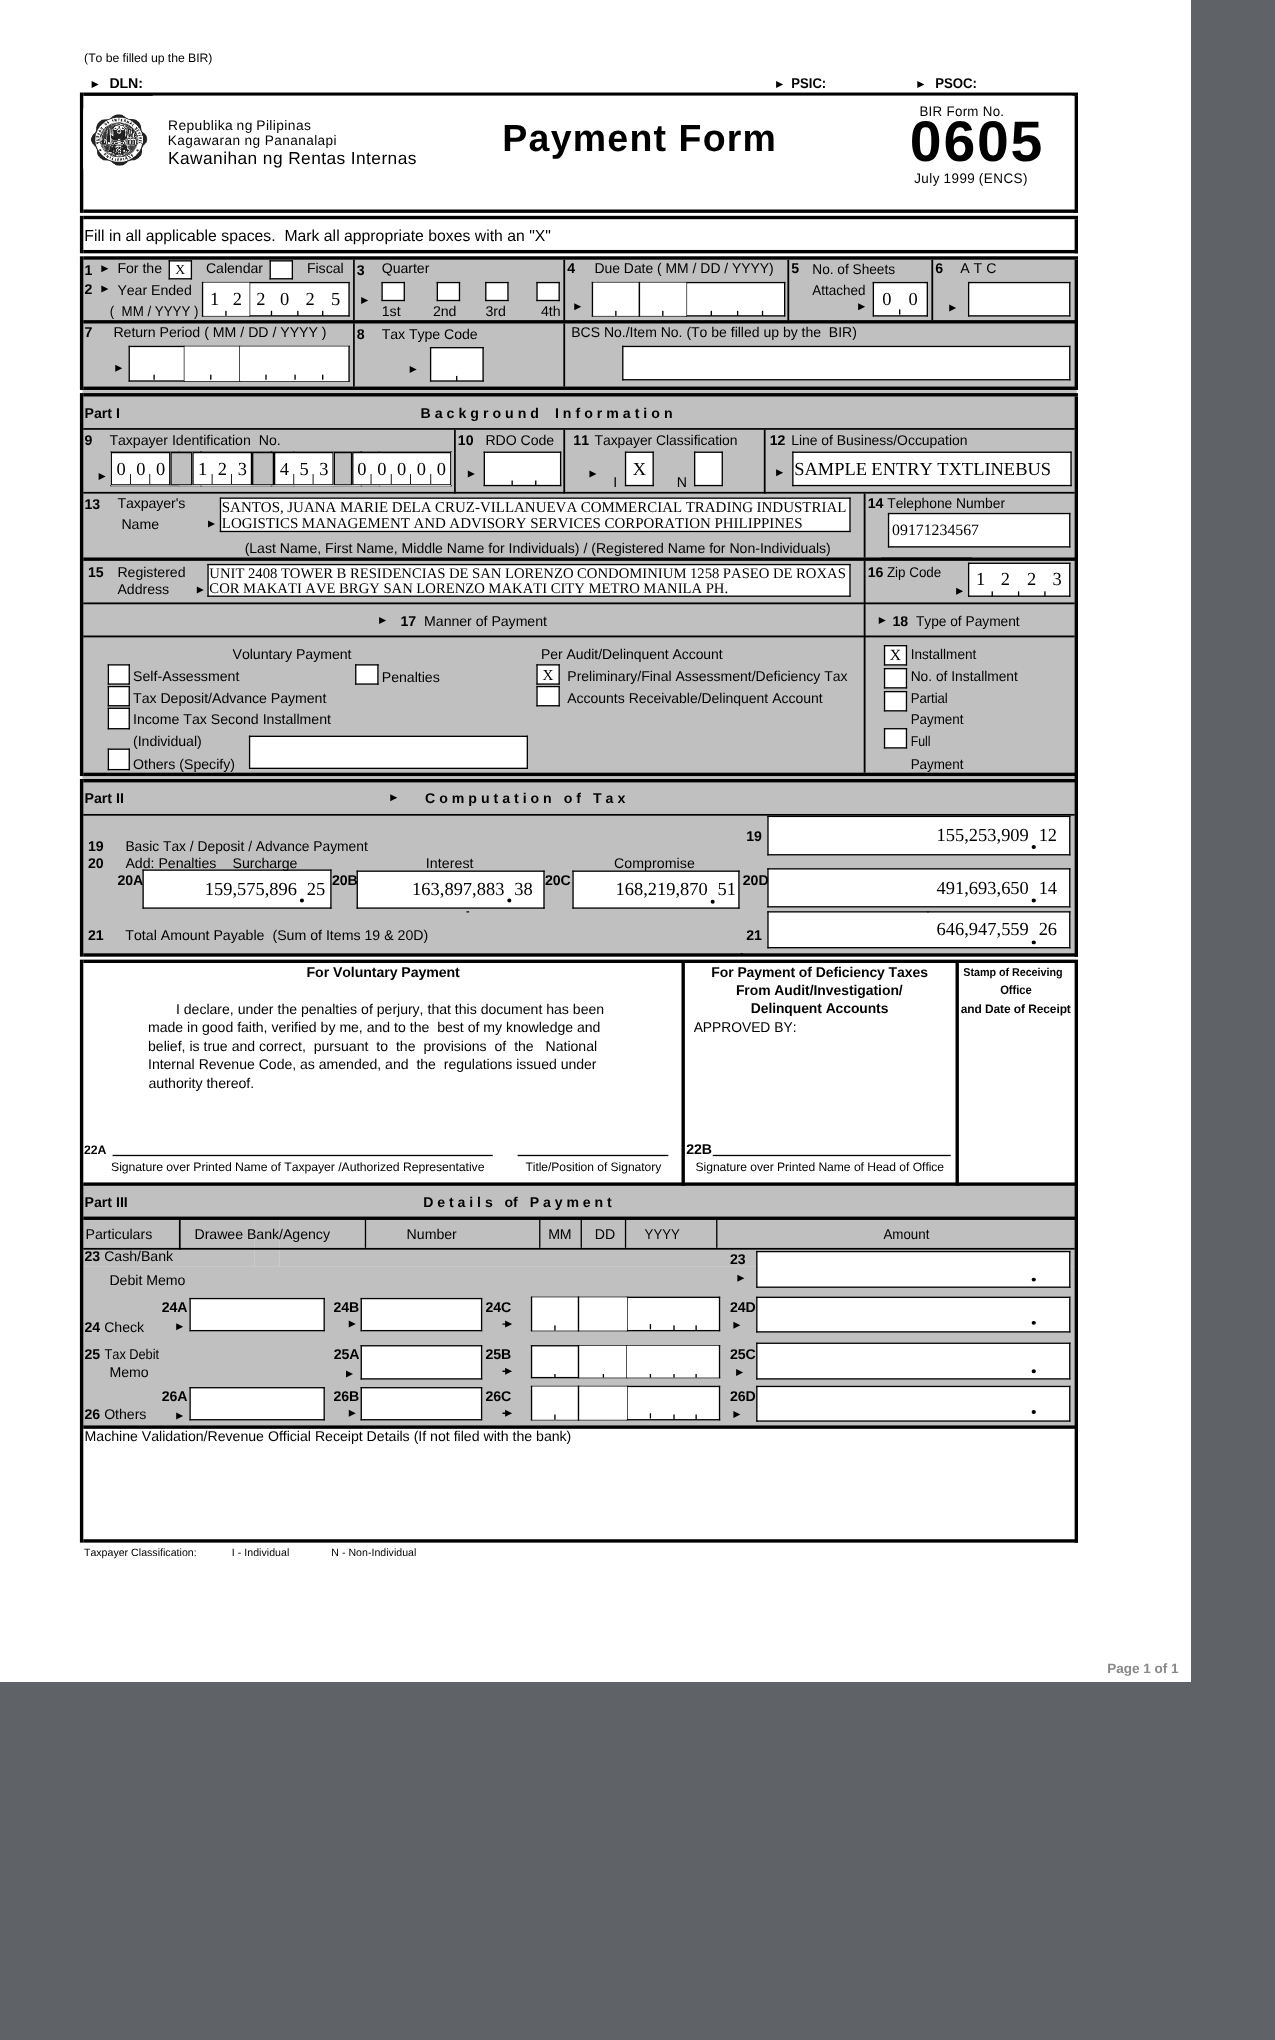 (To be filled up the BIR)
► DLN: ► PSIC: ► PSOC:
Republika ng Pilipinas
Kagawaran ng Pananalapi
Kawanihan ng Rentas Internas
Payment Form
BIR Form No.
0605
July 1999 (ENCS)
Fill in all applicable spaces. Mark all appropriate boxes with an "X"
1 ► For the X Calendar Fiscal
2 ► Year Ended
( MM / YYYY ) 1 2 2 0 2 5
3 Quarter
►
1st 2nd 3rd 4th
4 Due Date ( MM / DD / YYYY)
►
5 No. of Sheets
Attached
► 0 0
6 A T C
►
7 Return Period ( MM / DD / YYYY )
►
8 Tax Type Code
►
BCS No./Item No. (To be filled up by the BIR)
Part I Background Information
9 Taxpayer Identification No.
► 0 0 0 1 2 3 4 5 3 0 0 0 0 0
10 RDO Code
►
11 Taxpayer Classification
► I X N
12 Line of Business/Occupation
► SAMPLE ENTRY TXTLINEBUS
13 Taxpayer's
Name ►
SANTOS, JUANA MARIE DELA CRUZ-VILLANUEVA COMMERCIAL TRADING INDUSTRIAL
LOGISTICS MANAGEMENT AND ADVISORY SERVICES CORPORATION PHILIPPINES
(Last Name, First Name, Middle Name for Individuals) / (Registered Name for Non-Individuals)
14 Telephone Number
09171234567
15 Registered
Address ►
UNIT 2408 TOWER B RESIDENCIAS DE SAN LORENZO CONDOMINIUM 1258 PASEO DE ROXAS
COR MAKATI AVE BRGY SAN LORENZO MAKATI CITY METRO MANILA PH.
16 Zip Code
► 1 2 2 3
► 17 Manner of Payment
► 18 Type of Payment
Voluntary Payment Per Audit/Delinquent Account
Self-Assessment Penalties X Preliminary/Final Assessment/Deficiency Tax
Tax Deposit/Advance Payment Accounts Receivable/Delinquent Account
Income Tax Second Installment
(Individual)
Others (Specify)
X Installment
No. of Installment
Partial
Payment
Full
Payment
Part II ► Computation of Tax
19 Basic Tax / Deposit / Advance Payment 19 155,253,909 . 12
20 Add: Penalties Surcharge Interest Compromise
20A 159,575,896 . 25 20B 163,897,883 . 38 20C 168,219,870 . 51 20D 491,693,650 . 14
21 Total Amount Payable (Sum of Items 19 & 20D) 21 646,947,559 . 26
For Voluntary Payment
I declare, under the penalties of perjury, that this document has been
made in good faith, verified by me, and to the best of my knowledge and
belief, is true and correct, pursuant to the provisions of the National
Internal Revenue Code, as amended, and the regulations issued under
authority thereof.
22A
Signature over Printed Name of Taxpayer /Authorized Representative Title/Position of Signatory
For Payment of Deficiency Taxes
From Audit/Investigation/
Delinquent Accounts
APPROVED BY:
22B
Signature over Printed Name of Head of Office
Stamp of Receiving
Office
and Date of Receipt
Part III Details of Payment
Particulars Drawee Bank/Agency Number MM DD YYYY Amount
23 Cash/Bank 23
Debit Memo ►
24A 24B 24C 24D
24 Check ► ► ► ►
25 Tax Debit 25A 25B 25C
Memo ► ► ►
26A 26B 26C 26D
26 Others ► ► ► ►
Machine Validation/Revenue Official Receipt Details (If not filed with the bank)
Taxpayer Classification: I - Individual N - Non-Individual
Page 1 of 1